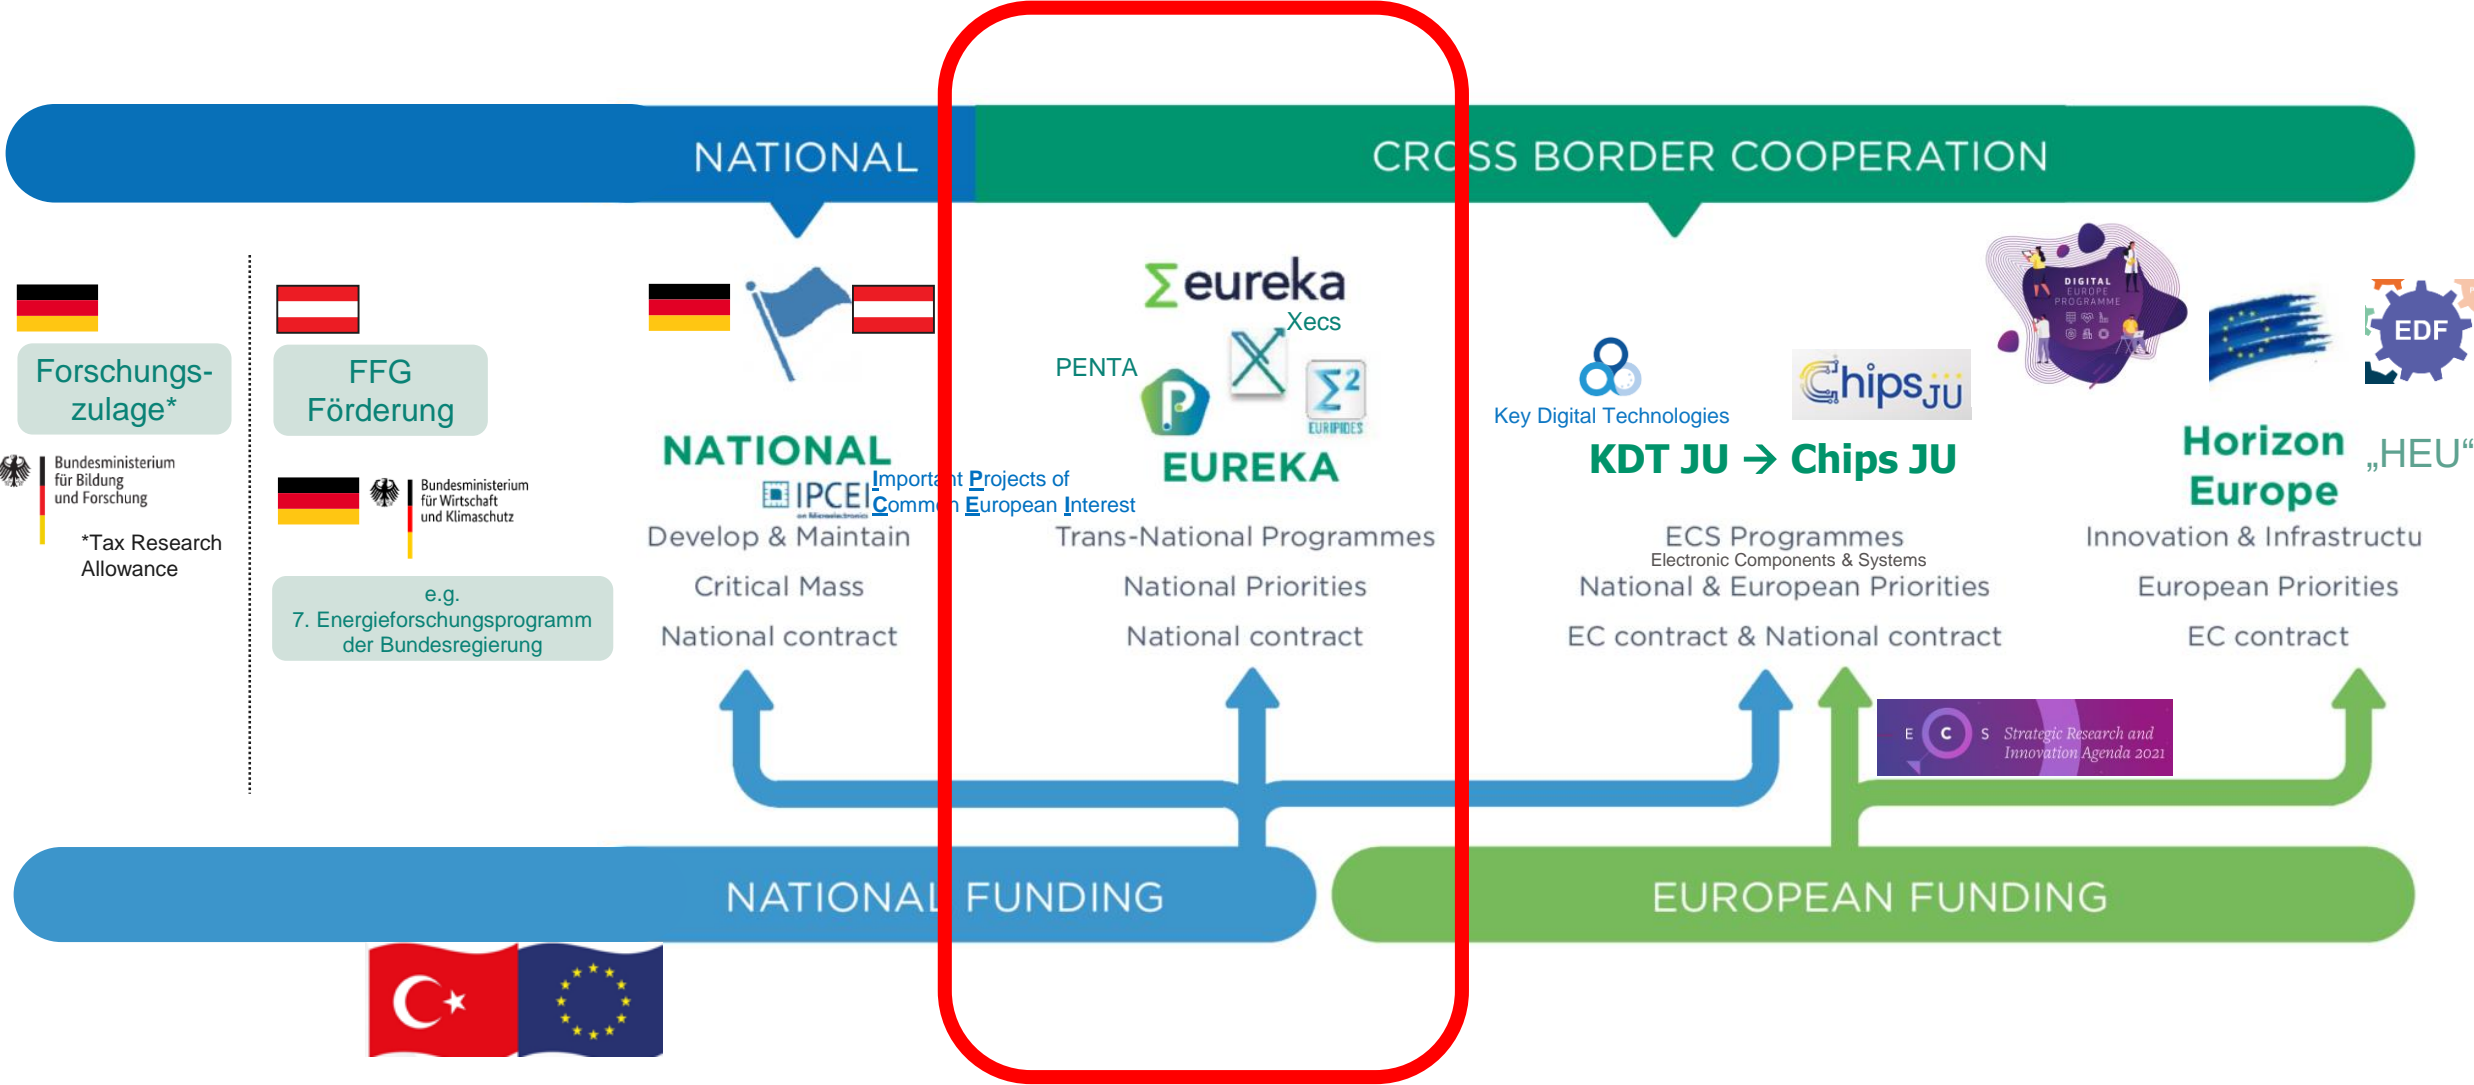 NATIONAL
CROSS BORDER COOPERATION
Forschungs-
zulage*
Bundesministerium
für Bildung
und Forschung
*Tax Research
Allowance
FFG
Förderung
Bundesministerium
für Wirtschaft
und Klimaschutz
e.g.
7. Energieforschungsprogramm
der Bundesregierung
NATIONAL
IPCEI
on Microelectronics
Important Projects of
Common European Interest
Develop & Maintain
Critical Mass
National contract
Σ eureka
Xecs
PENTA
P
X
Σ2
EURIPIDES
EUREKA
Trans-National Programmes
National Priorities
National contract
Key Digital Technologies
Chips JU
KDT JU → Chips JU
ECS Programmes
Electronic Components & Systems
National & European Priorities
EC contract & National contract
DIGITAL
EUROPE
PROGRAMME
EDF
Horizon
Europe
„HEU“
Innovation & Infrastructu
European Priorities
EC contract
E C S Strategic Research and
Innovation Agenda 2021
NATIONAL FUNDING
EUROPEAN FUNDING